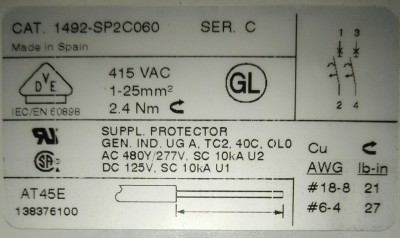 CAT. 1492-SP2C060 SER. C
Made in Spain
1 3
2 4
DVE
IEC/EN 60898
415 VAC
1-25mm²
2.4 Nm
GL
SUPPL. PROTECTOR
GEN. IND. UG A, TC2, 40C, OL0
AC 480Y/277V, SC 10kA U2
DC 125V, SC 10kA U1
AT45E
138376100
Cu
AWG lb-in
#18-8 21
#6-4 27